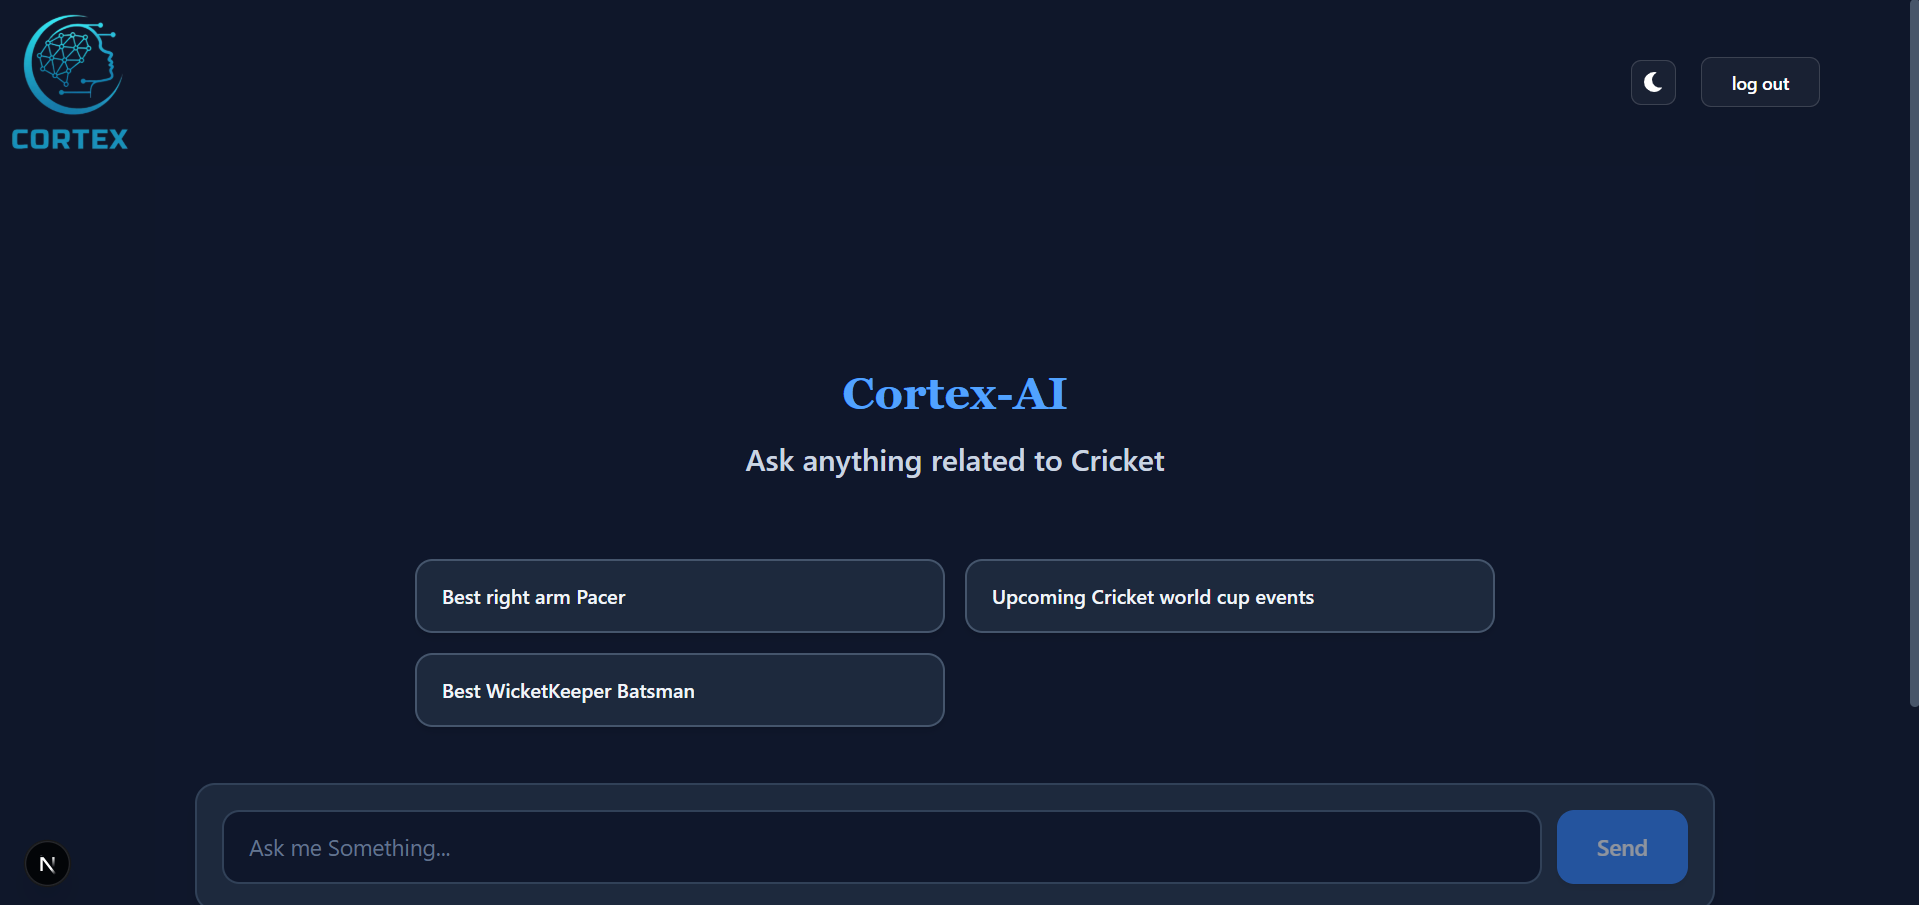 CORTEX
log out
Cortex-AI
Ask anything related to Cricket
Best right arm Pacer
Upcoming Cricket world cup events
Best WicketKeeper Batsman
Ask me Something...
Send
N